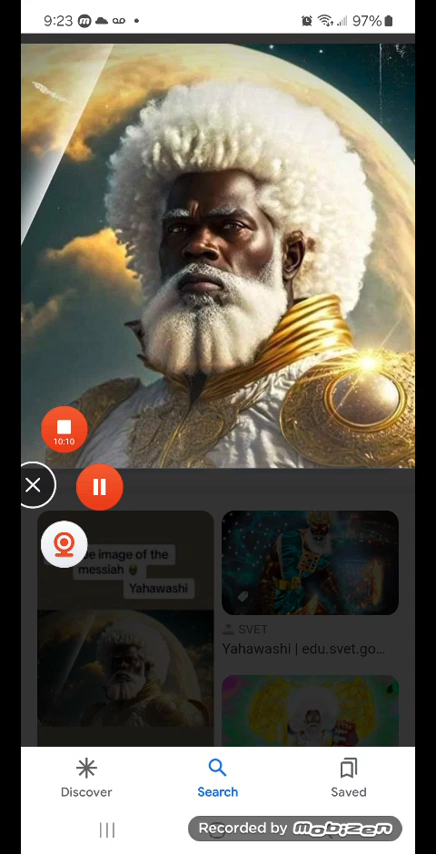 9:23
97%
10:10
image of the
messiah
Yahawashi
SVET
Yahawashi | edu.svet.go...
Discover
Search
Saved
Recorded by MOBIZEN